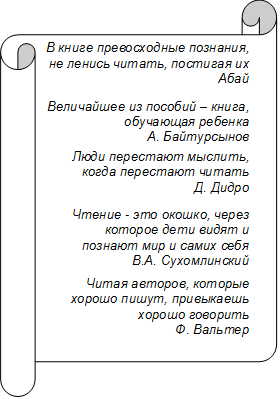 В книге превосходные познания,
не ленись читать, постигая их
Абай
Величайшее из пособий – книга,
обучающая ребенка
А. Байтурсынов
Люди перестают мыслить,
когда перестают читать
Д. Дидро
Чтение - это окошко, через
которое дети видят и
познают мир и самих себя
В.А. Сухомлинский
Читая авторов, которые
хорошо пишут, привыкаешь
хорошо говорить
Ф. Вальтер